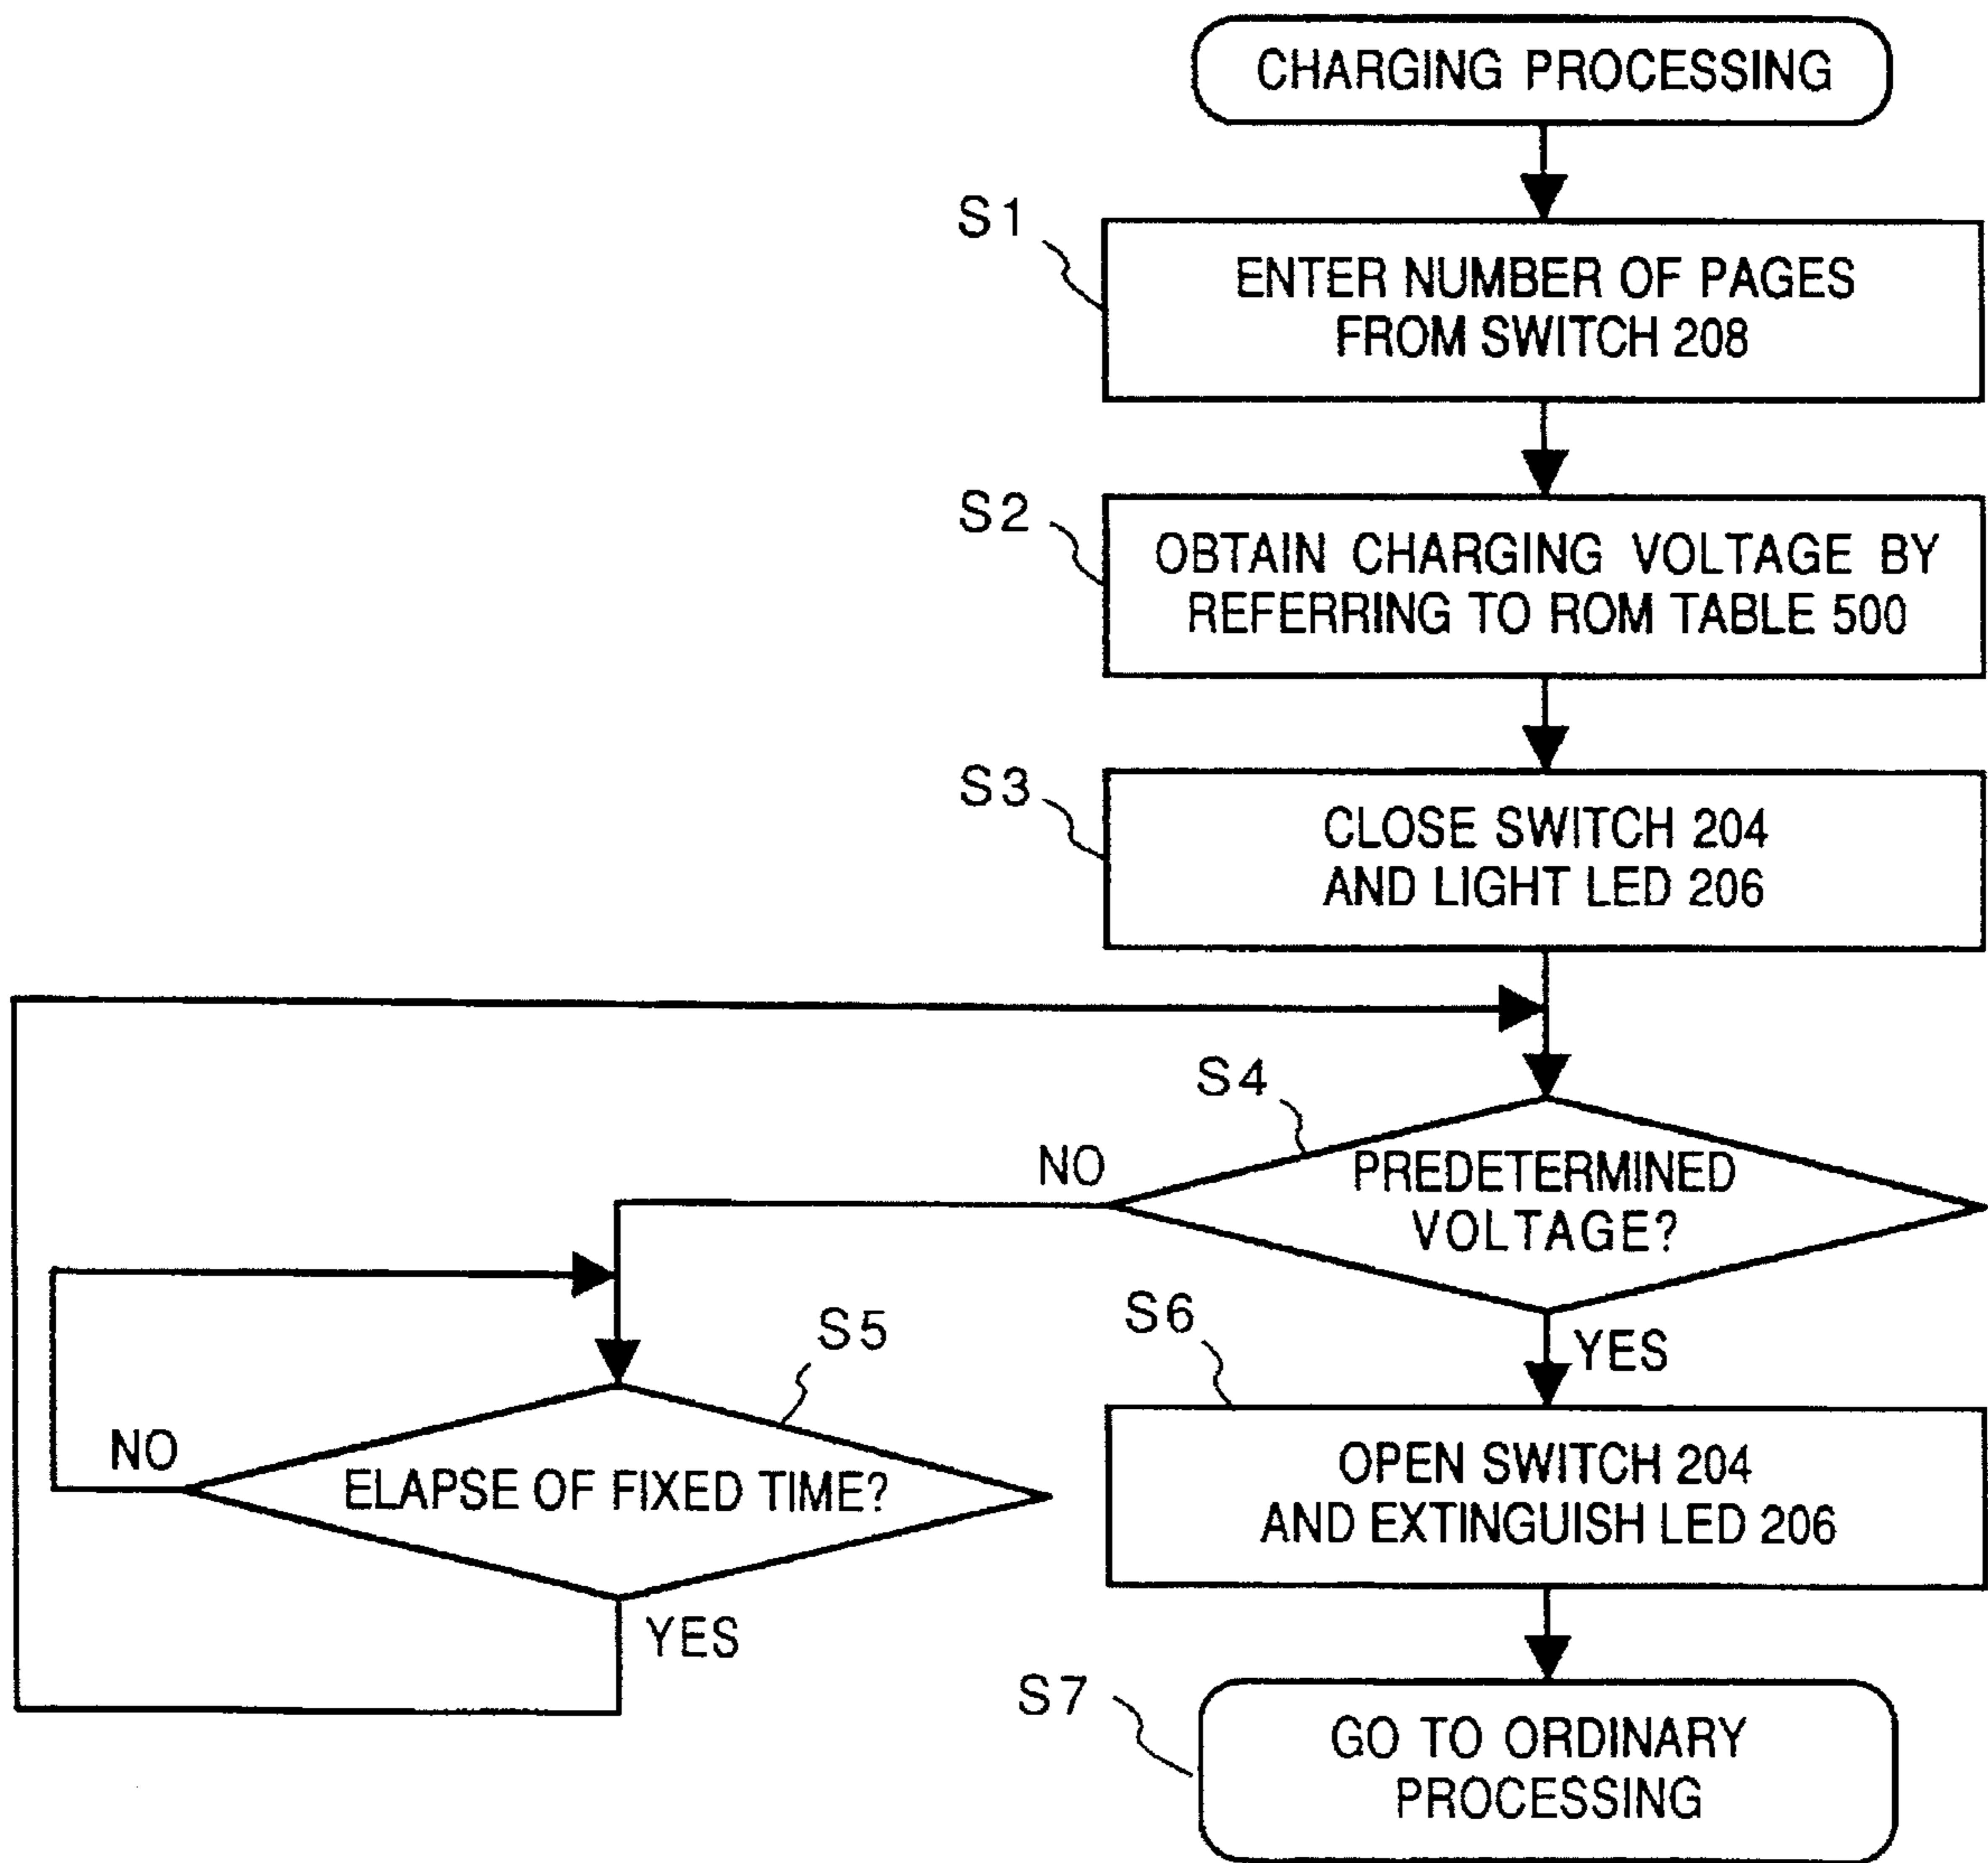 CHARGING PROCESSING
S1
ENTER NUMBER OF PAGES
FROM SWITCH 208
S2
OBTAIN CHARGING VOLTAGE BY
REFERRING TO ROM TABLE 500
S3
CLOSE SWITCH 204
AND LIGHT LED 206
S4
NO
PREDETERMINED
VOLTAGE?
YES
S5
NO
ELAPSE OF FIXED TIME?
YES
S6
OPEN SWITCH 204
AND EXTINGUISH LED 206
S7
GO TO ORDINARY
PROCESSING